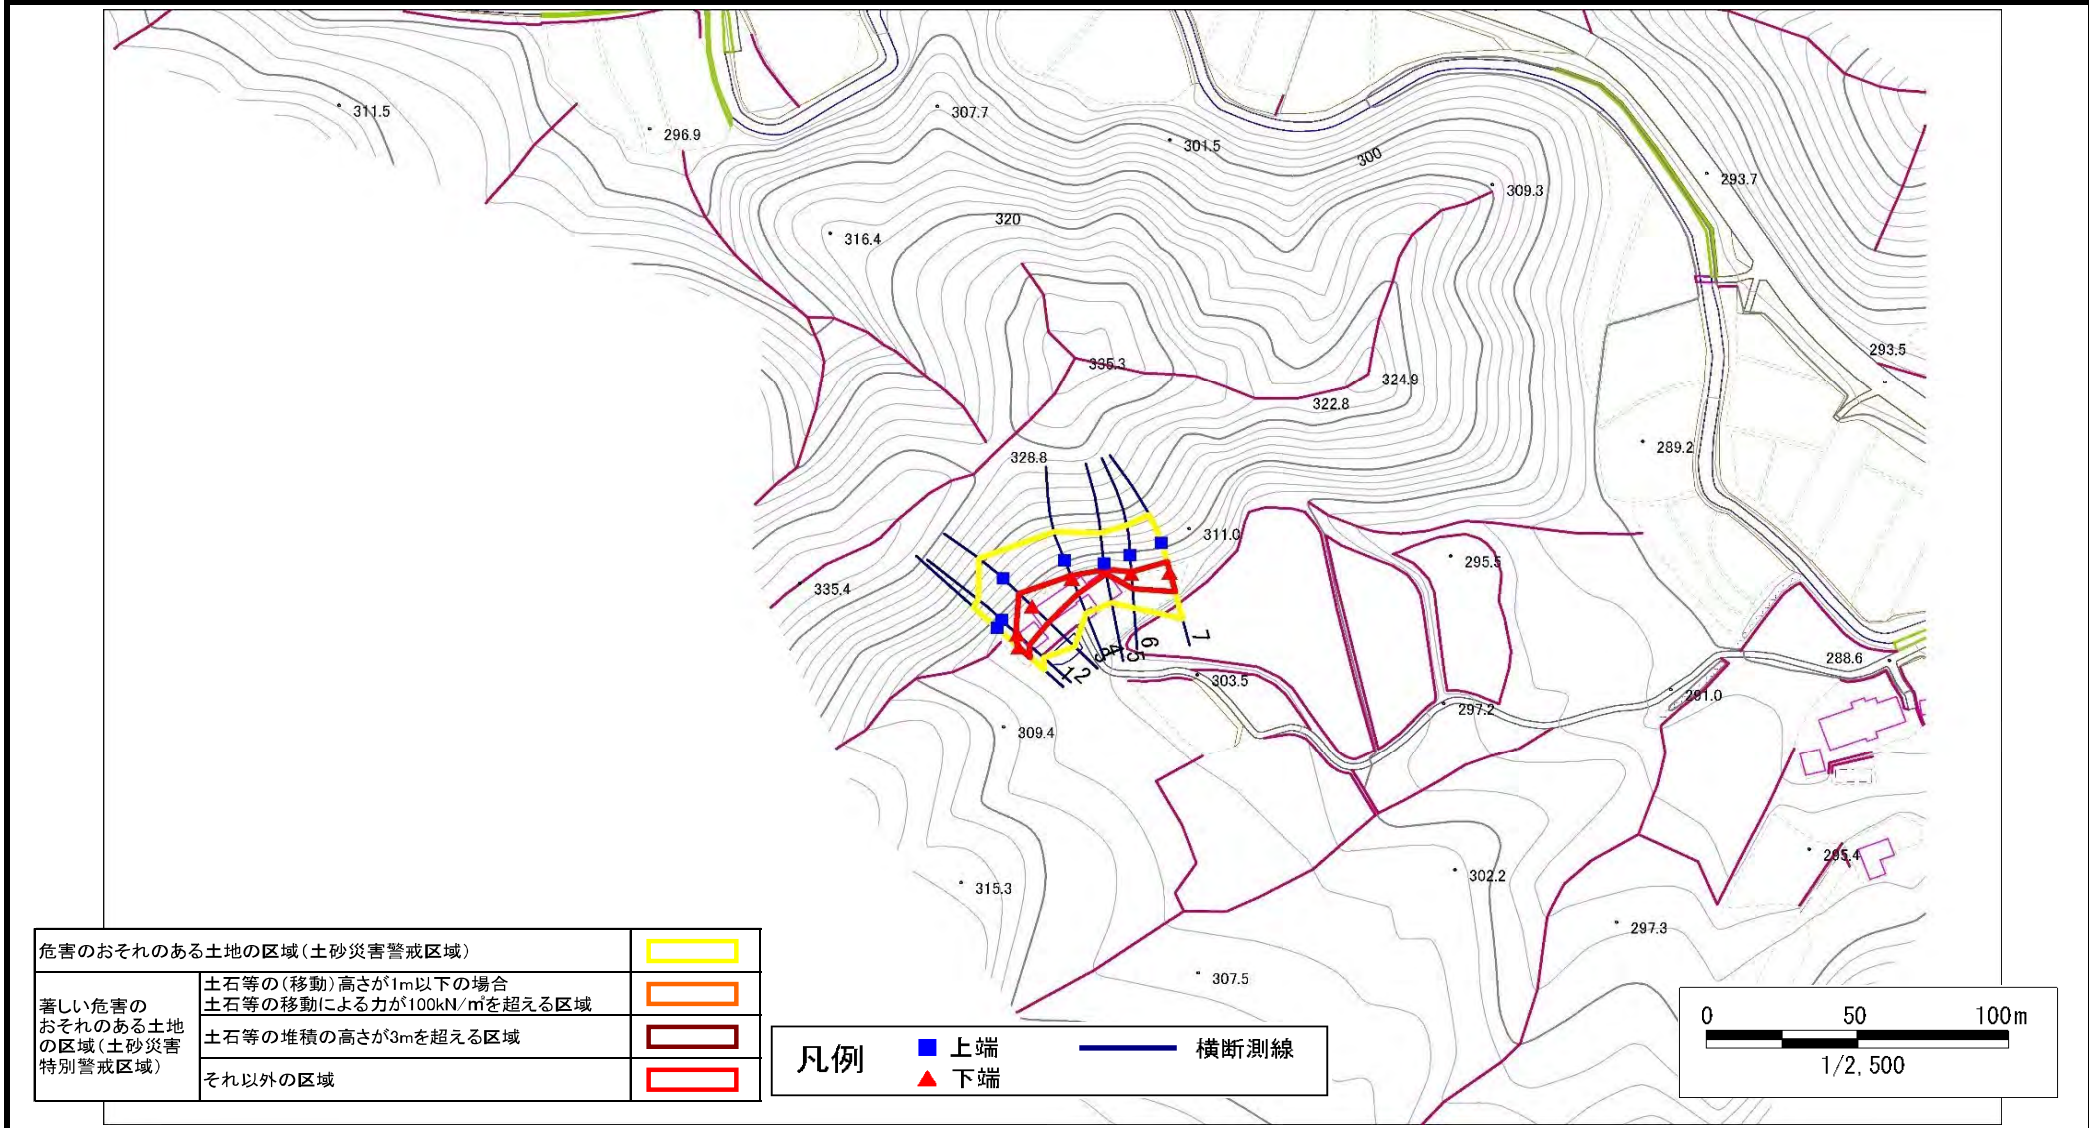 311.5
296.9
307.7
301.5
300
309.3
293.7
320
316.4
335.3
324.9
322.8
293.5
328.8
289.2
311.0
295.5
335.4
7
6
5
4
3
2
1
288.6
303.5
291.0
297.2
309.4
295.4
302.2
315.3
297.3
307.5
危害のおそれのある土地の区域(土砂災害警戒区域)
著しい危害の
おそれのある土地
の区域(土砂災害
特別警戒区域)
土石等の(移動)高さが1m以下の場合
土石等の移動による力が100kN/㎡を超える区域
土石等の堆積の高さが3mを超える区域
それ以外の区域
凡例
上端
下端
横断測線
0 50 100m
1/2,500